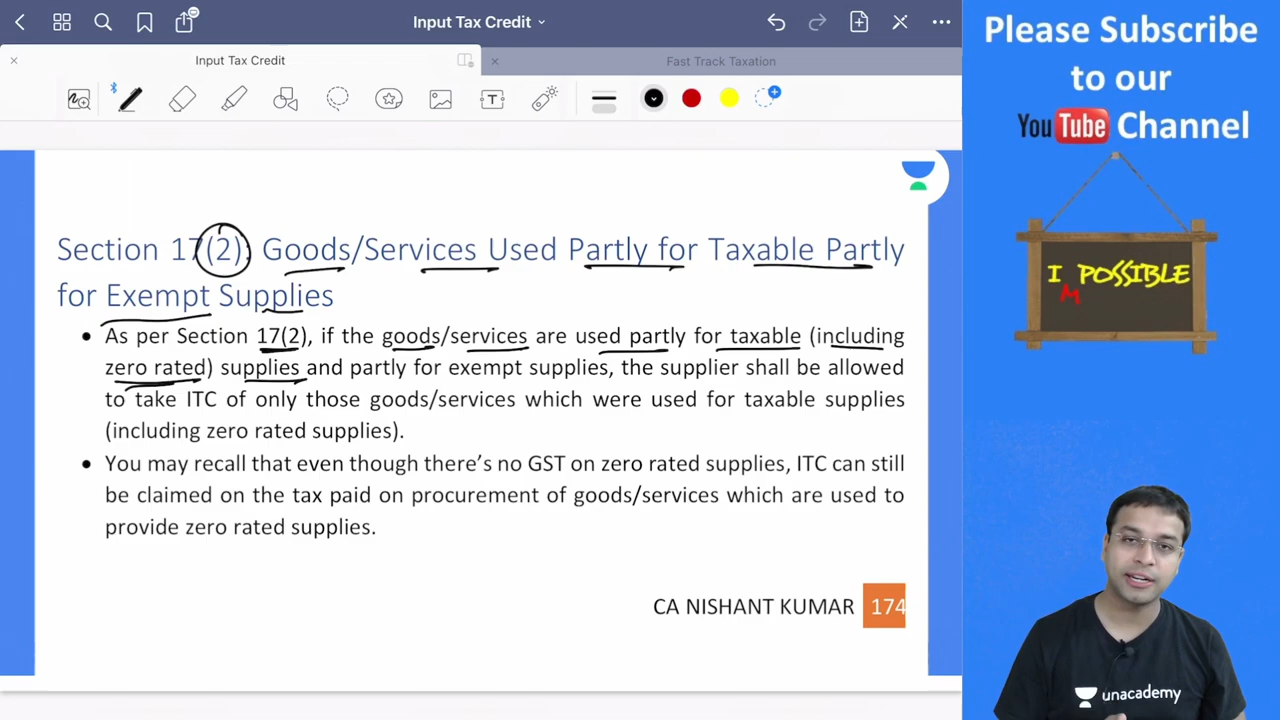 Input Tax Credit
Please Subscribe
to our
YouTube Channel
Input Tax Credit
Fast Track Taxation
T
I POSSIBLE
M
Section 17(2): Goods/Services Used Partly for Taxable Partly
for Exempt Supplies
• As per Section 17(2), if the goods/services are used partly for taxable (including
zero rated) supplies and partly for exempt supplies, the supplier shall be allowed
to take ITC of only those goods/services which were used for taxable supplies
(including zero rated supplies).
• You may recall that even though there's no GST on zero rated supplies, ITC can still
be claimed on the tax paid on procurement of goods/services which are used to
provide zero rated supplies.
CA NISHANT KUMAR 174
unacademy